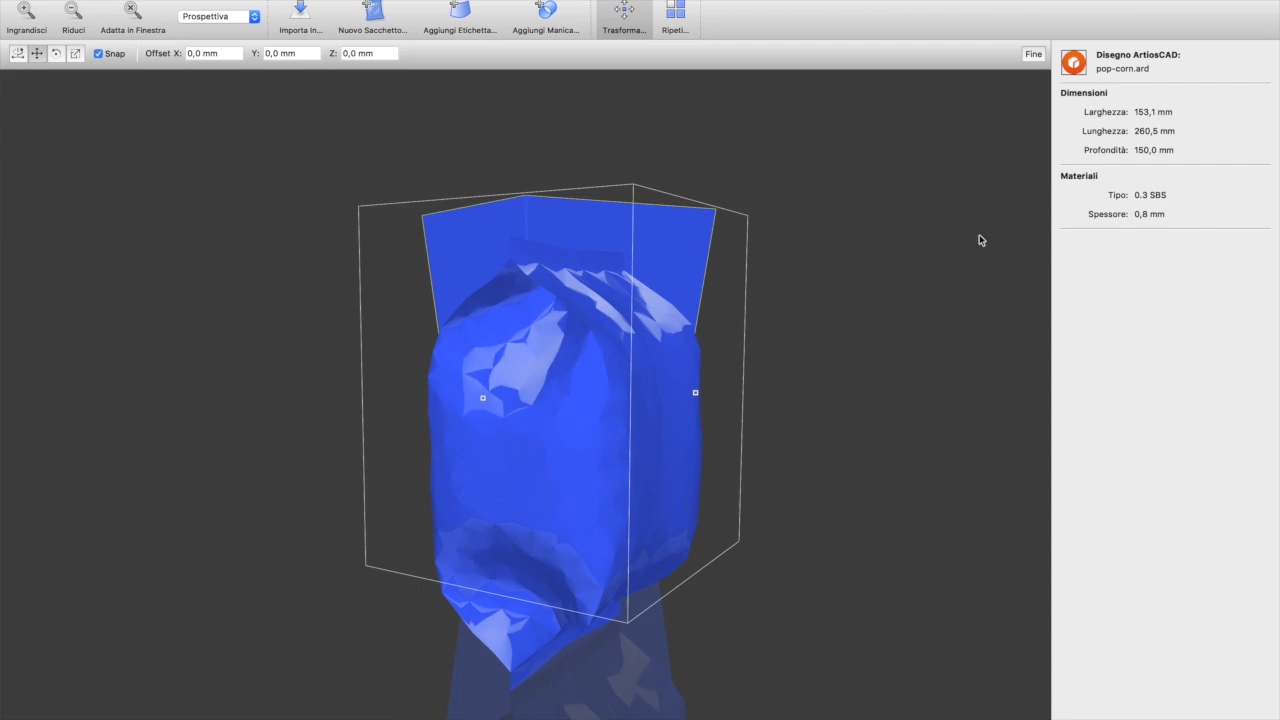 Ingrandisci Riduci Adatta in Finestra Prospettiva Importa In... Nuovo Sacchetto... Aggiungi Etichetta... Aggiungi Manica... Trasforma... Ripeti...
Snap Offset X: 0,0 mm Y: 0,0 mm Z: 0,0 mm Fine
Disegno ArtiosCAD:
pop-corn.ard
Dimensioni
Larghezza: 153,1 mm
Lunghezza: 260,5 mm
Profondità: 150,0 mm
Materiali
Tipo: 0.3 SBS
Spessore: 0,8 mm